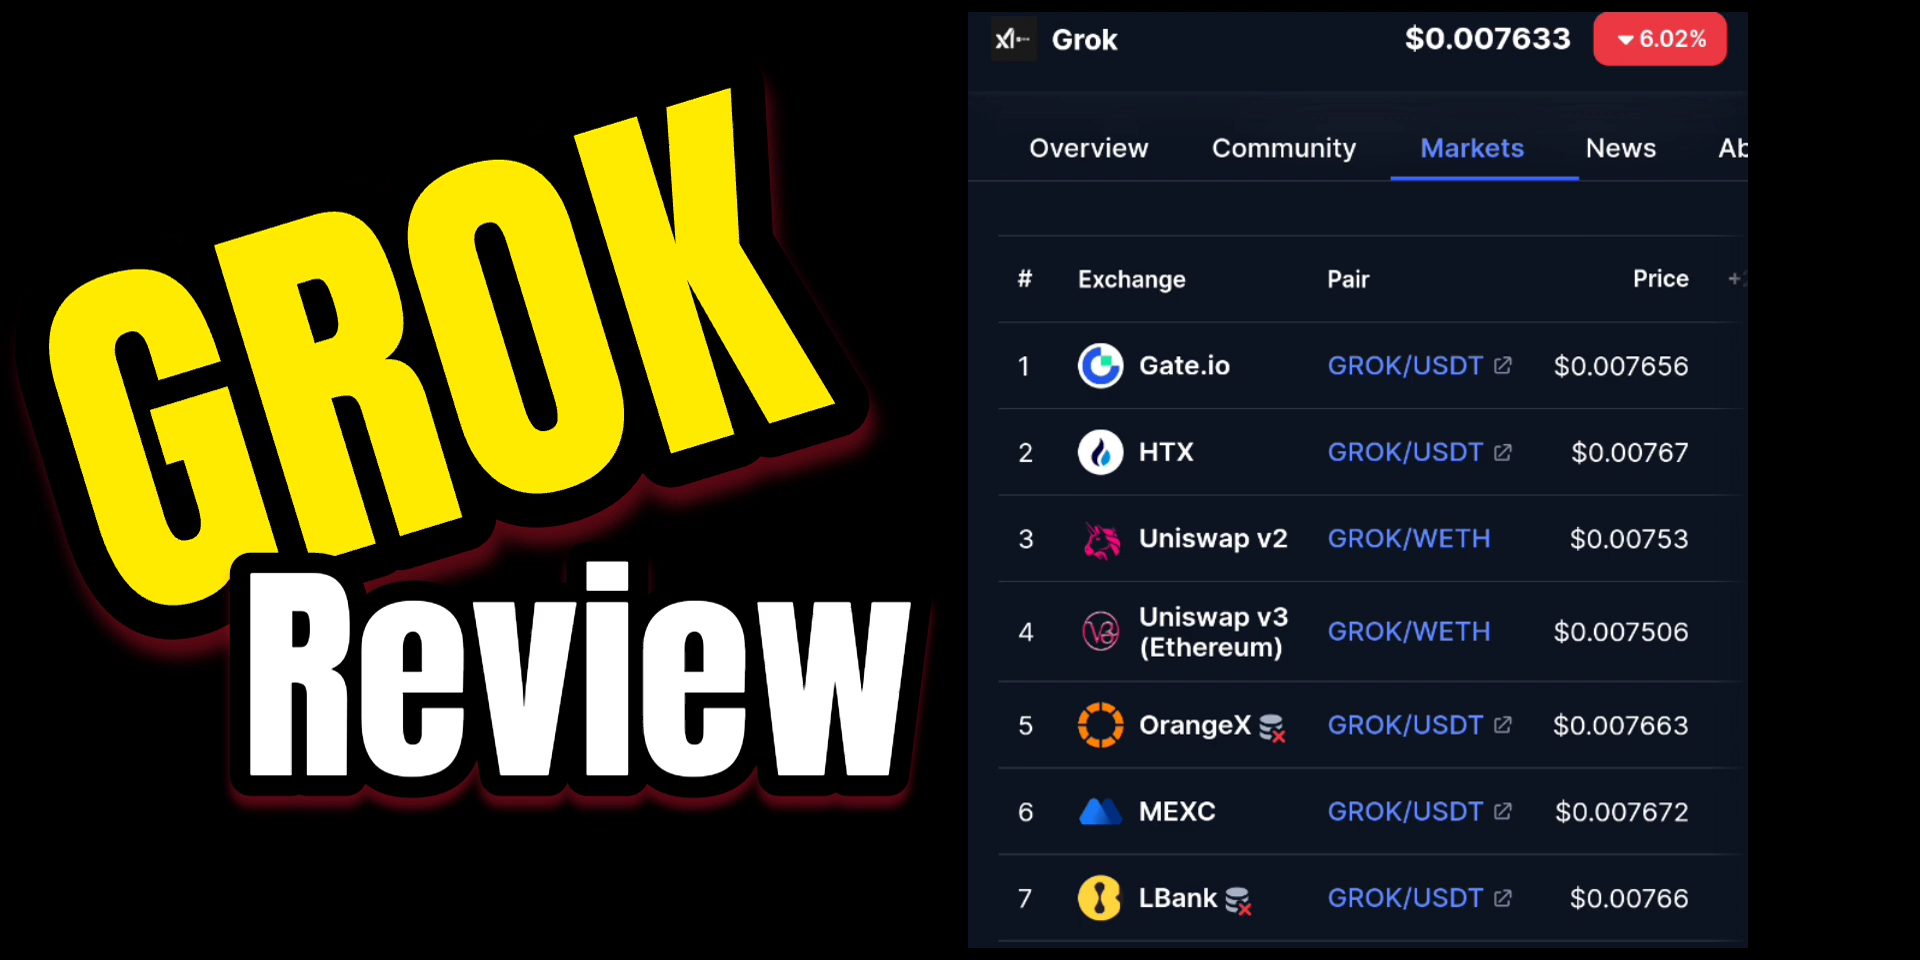 GROK
Review
Grok $0.007633 6.02%
Overview Community Markets News Ab
# Exchange Pair Price
1 Gate.io GROK/USDT $0.007656
2 HTX GROK/USDT $0.00767
3 Uniswap v2 GROK/WETH $0.00753
4 Uniswap v3 (Ethereum) GROK/WETH $0.007506
5 OrangeX GROK/USDT $0.007663
6 MEXC GROK/USDT $0.007672
7 LBank GROK/USDT $0.00766